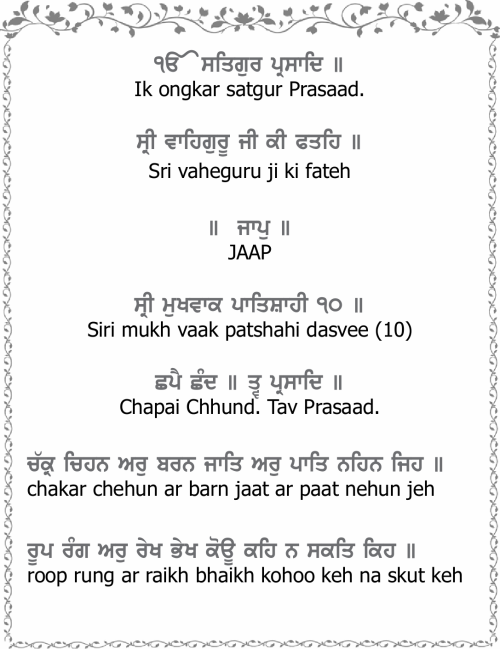 ੴ ਸਤਿਗੁਰ ਪ੍ਰਸਾਦਿ ॥
Ik ongkar satgur Prasaad.
ਸ੍ਰੀ ਵਾਹਿਗੁਰੂ ਜੀ ਕੀ ਫਤਹਿ ॥
Sri vaheguru ji ki fateh
॥ ਜਾਪੁ ॥
JAAP
ਸ੍ਰੀ ਮੁਖਵਾਕ ਪਾਤਿਸ਼ਾਹੀ ੧੦ ॥
Siri mukh vaak patshahi dasvee (10)
ਛਪੈ ਛੰਦ ॥ ਤ੍ਵ ਪ੍ਰਸਾਦਿ ॥
Chapai Chhund. Tav Prasaad.
ਚੱਕ੍ਰ ਚਿਹਨ ਅਰੁ ਬਰਨ ਜਾਤਿ ਅਰੁ ਪਾਤਿ ਨਹਿਨ ਜਿਹ ॥
chakar chehun ar barn jaat ar paat nehun jeh
ਰੂਪ ਰੰਗ ਅਰੁ ਰੇਖ ਭੇਖ ਕੋਊ ਕਹਿ ਨ ਸਕਤਿ ਕਿਹ ॥
roop rung ar raikh bhaikh kohoo keh na skut keh